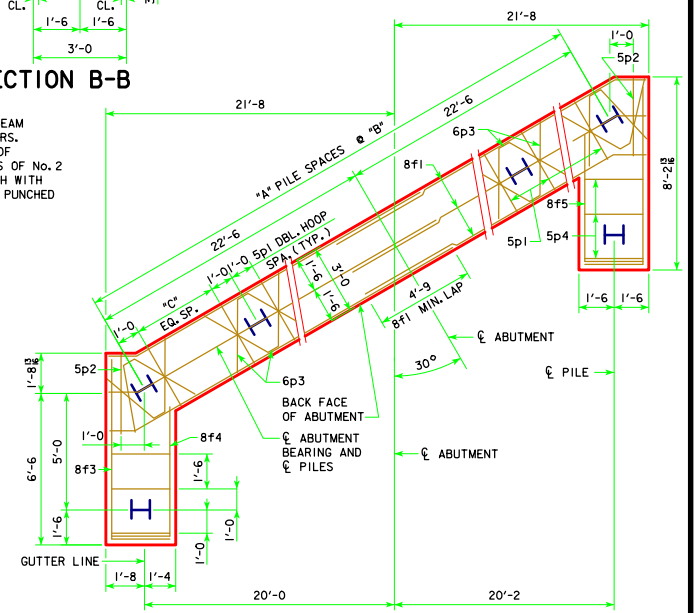 CL.
CL.
1'-6
1'-6
3'-0
ECTION B-B
EAM
RS.
OF
S OF No.2
H WITH
PUNCHED
21'-8
1'-0
5p2
21'-8
22'-6
6p3
"A" PILE SPACES @ "B"
8f1
8'-2 13/16
22'-6
5p1 DBL. HOOP
SPA. (TYP.)
8f5
5p1
5p4
1'-0
1'-0
1'-6
3'-0
1'-6
"C"
EQ. SP.
1'-0
4'-9
8f1 MIN. LAP
1'-6
1'-6
℄ ABUTMENT
30°
℄ PILE
1'-8 13/16
5p2
6p3
BACK FACE
OF ABUTMENT
℄ ABUTMENT
BEARING AND
℄ PILES
℄ ABUTMENT
1'-0
8f4
8f3
6'-6
5'-0
1'-6
1'-6
1'-0
1'-0
GUTTER LINE
1'-8
1'-4
20'-0
20'-2